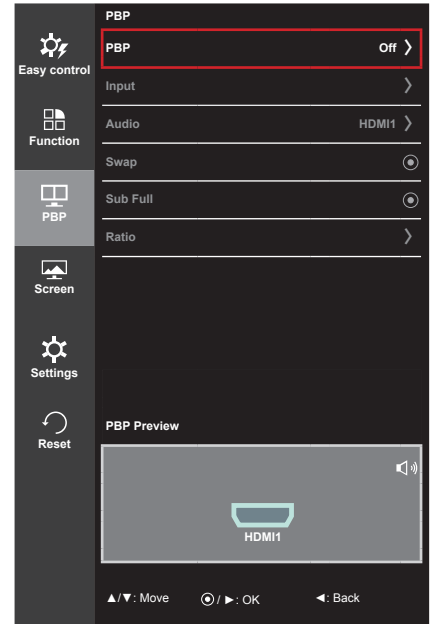 Easy control
Function
PBP
Screen
Settings
Reset
PBP
PBP Off
Input
Audio HDMI1
Swap
Sub Full
Ratio
PBP Preview
HDMI1
▲/▼: Move ⦿/ ►: OK ◄: Back